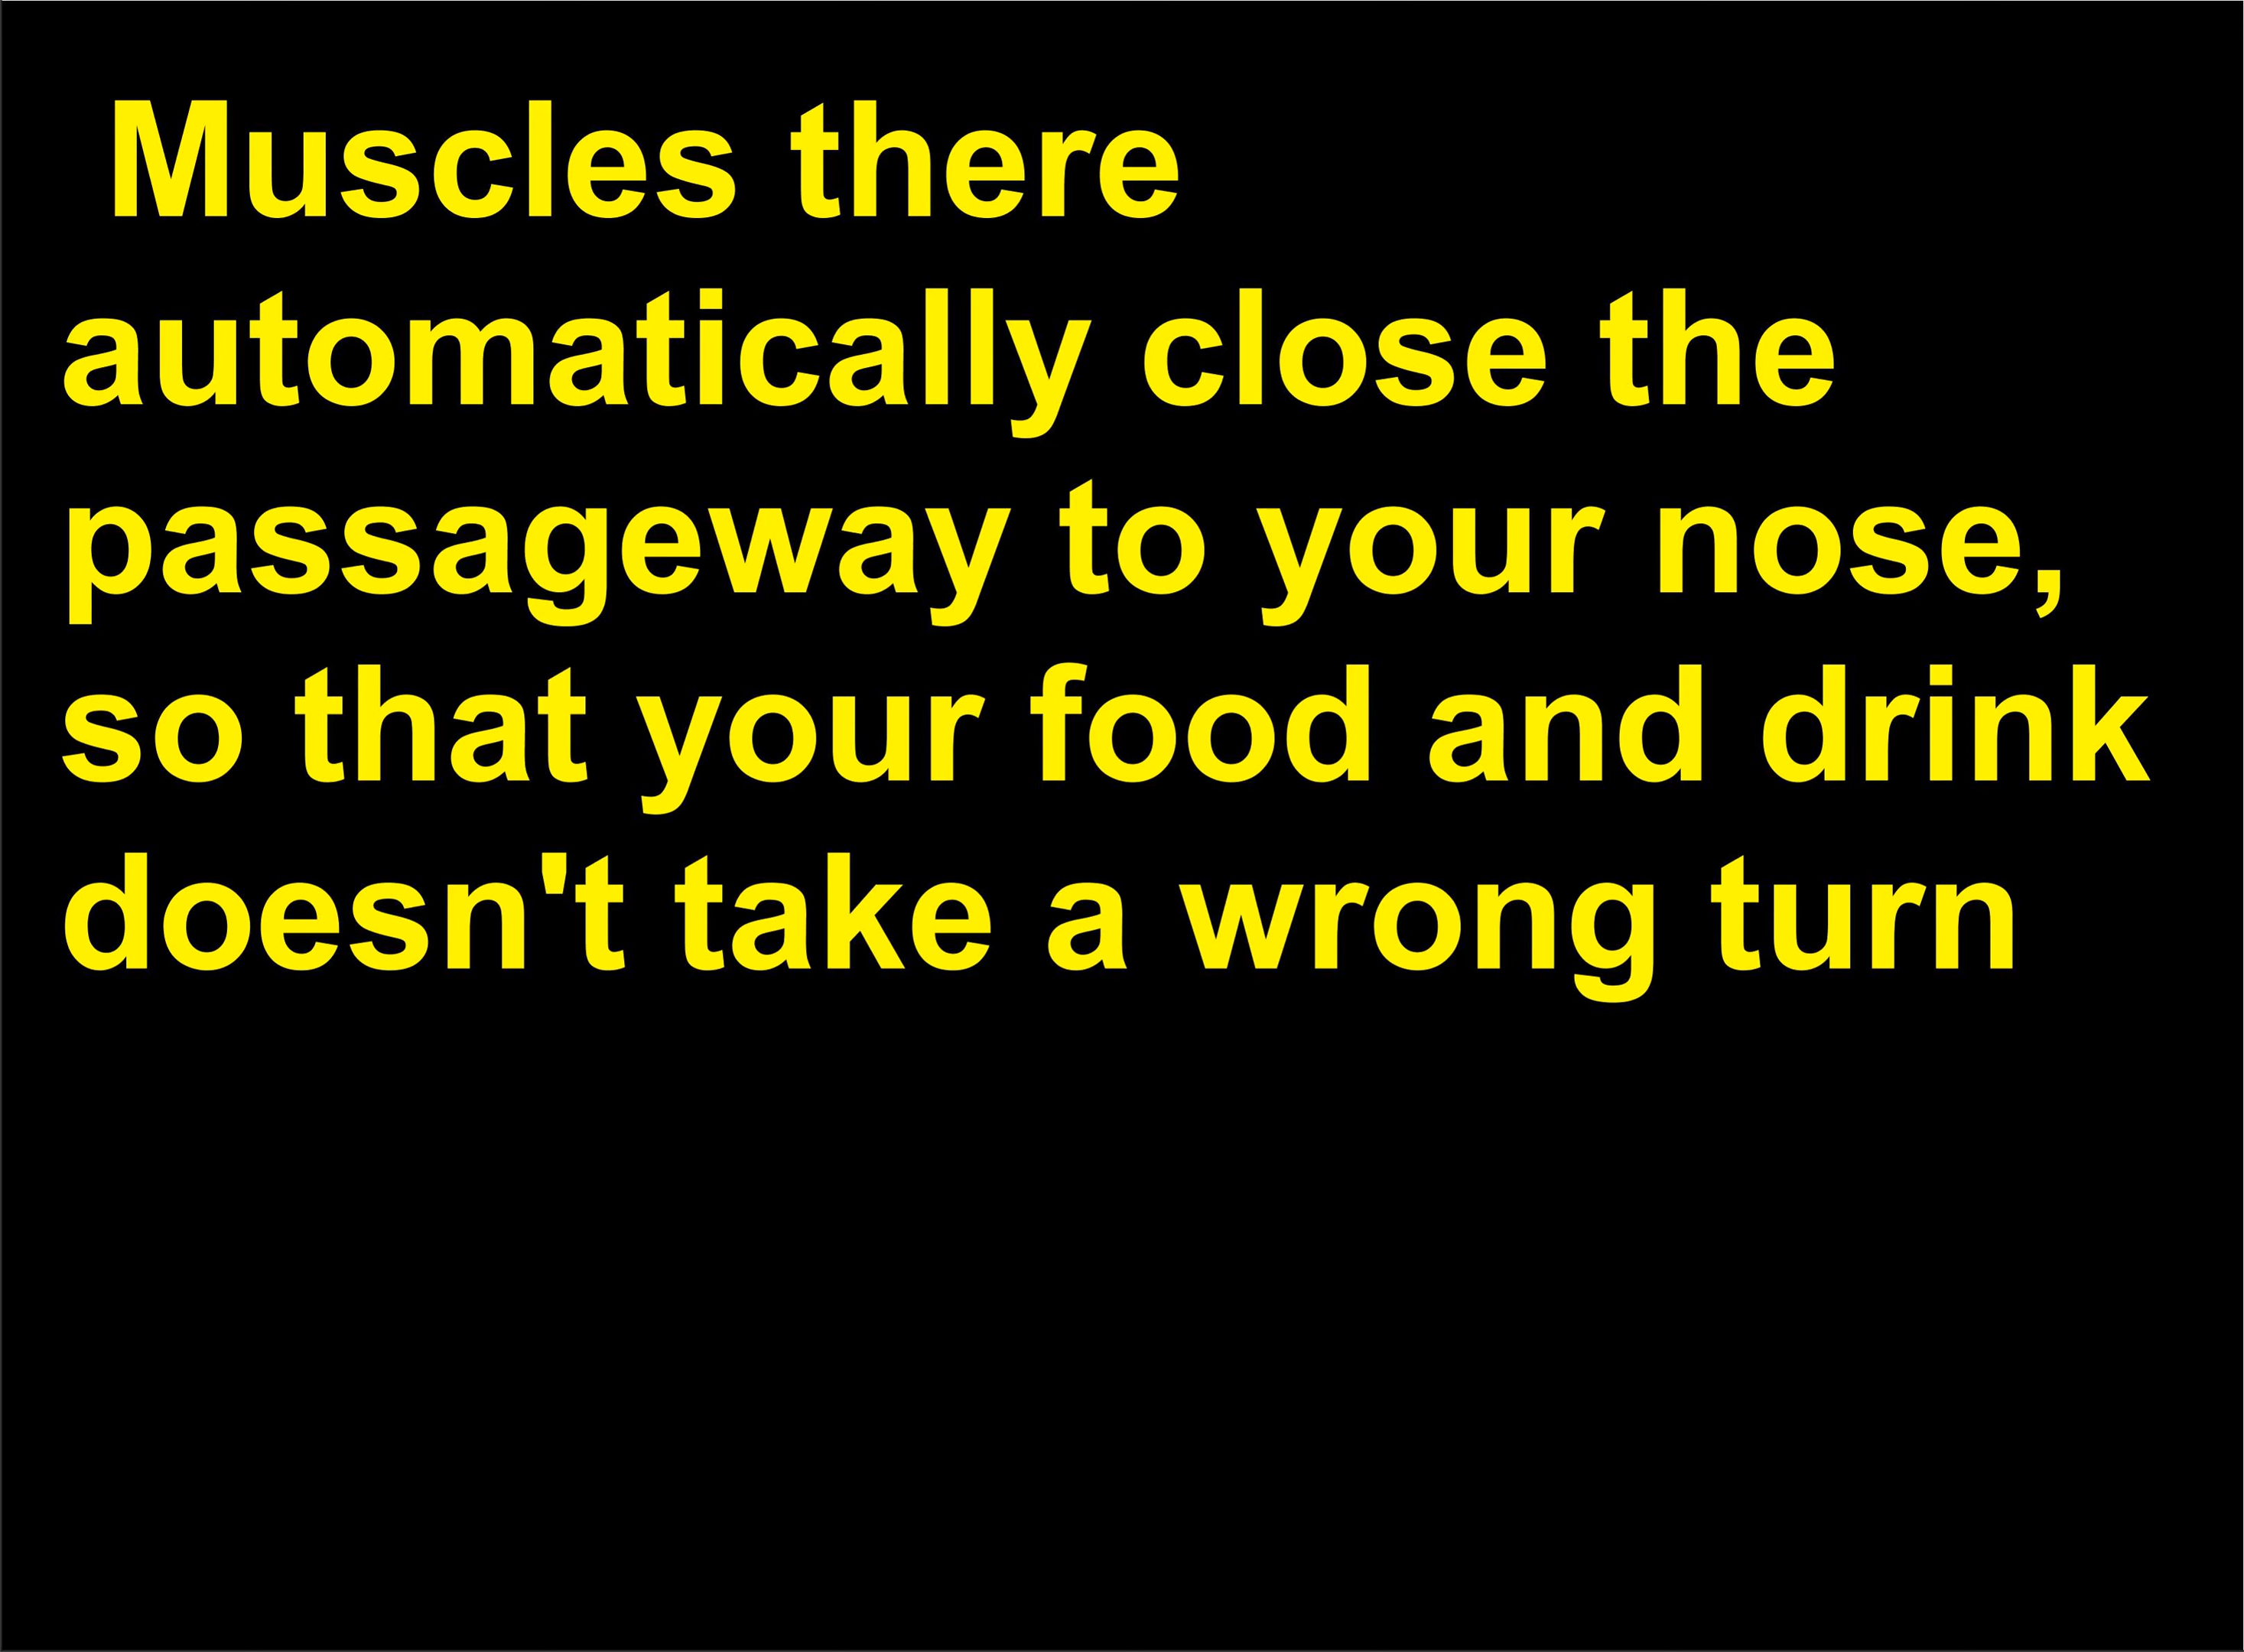 Muscles there
automatically close the
passageway to your nose,
so that your food and drink
doesn't take a wrong turn